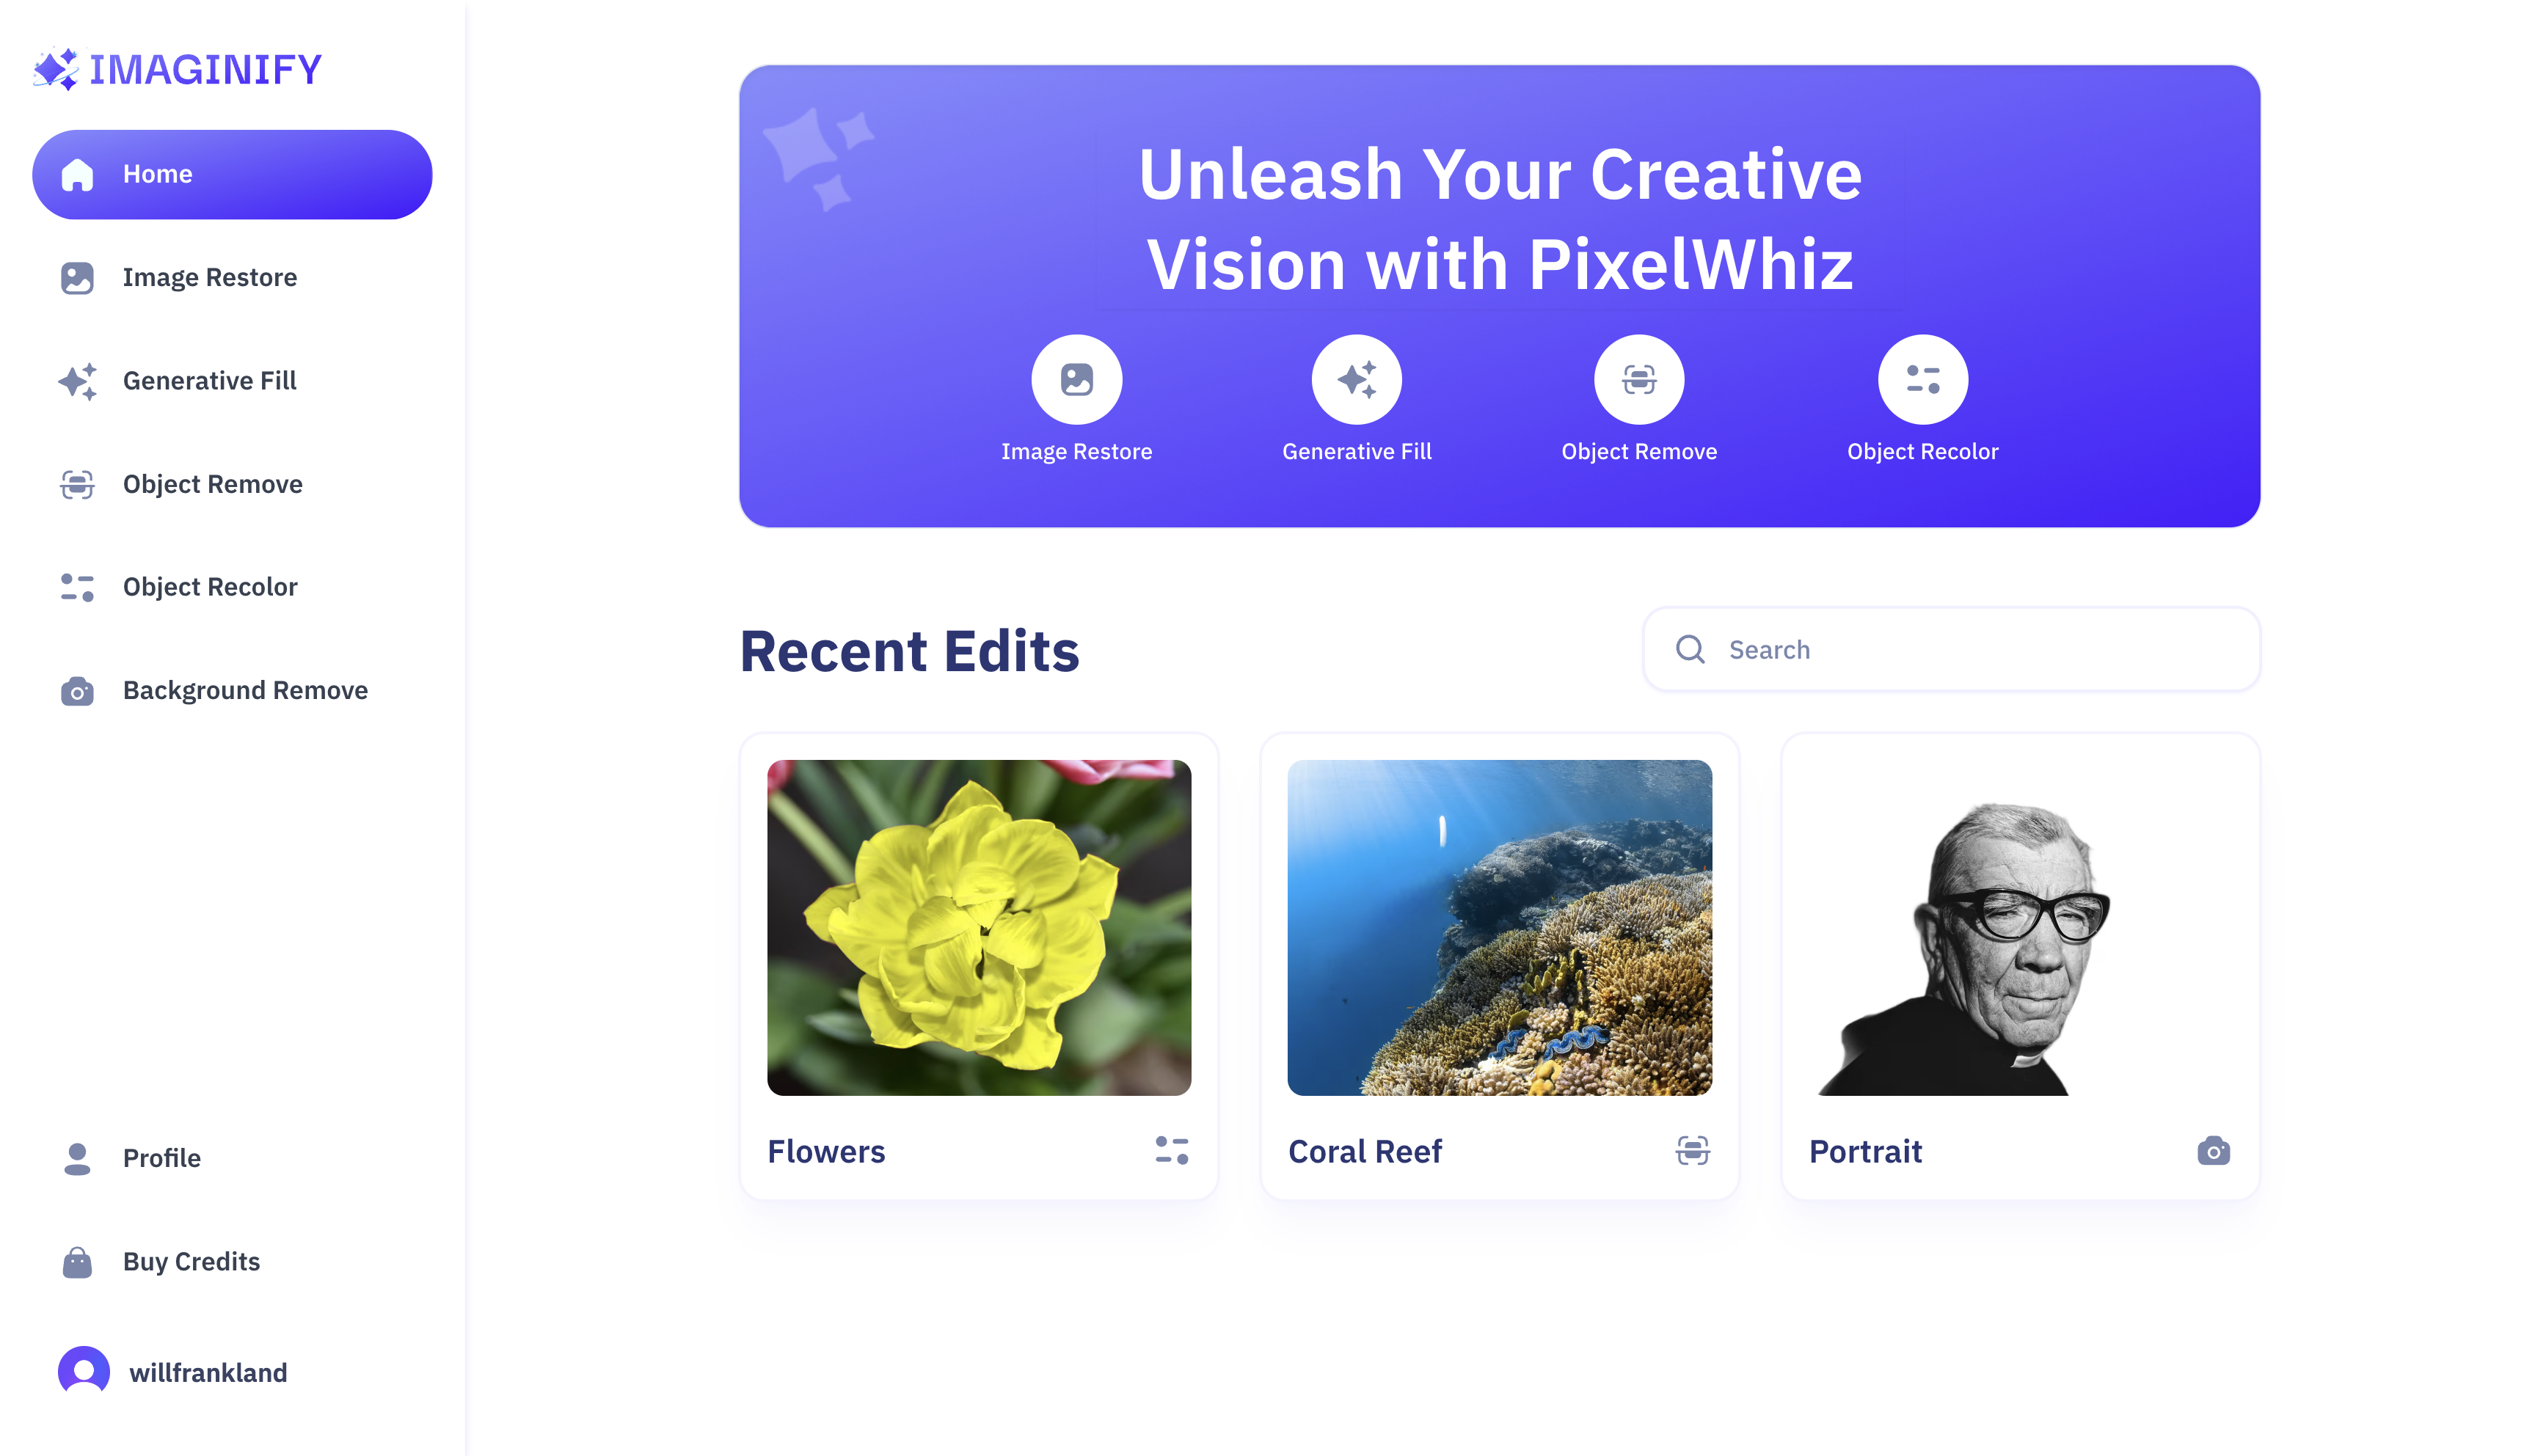 IMAGINIFY
Home
Image Restore
Generative Fill
Object Remove
Object Recolor
Background Remove
Profile
Buy Credits
willfrankland
Unleash Your Creative
Vision with PixelWhiz
Image Restore
Generative Fill
Object Remove
Object Recolor
Recent Edits
Search
Flowers
Coral Reef
Portrait